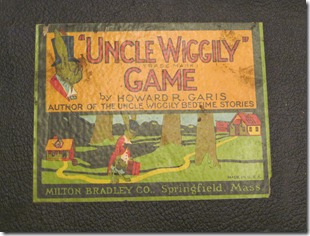 "UNCLE WIGGILY"
TRADE MARK
GAME
by HOWARD R. GARIS
AUTHOR OF THE UNCLE WIGGILY BEDTIME STORIES
MADE IN U.S.A.
MILTON BRADLEY CO., Springfield, Mass.